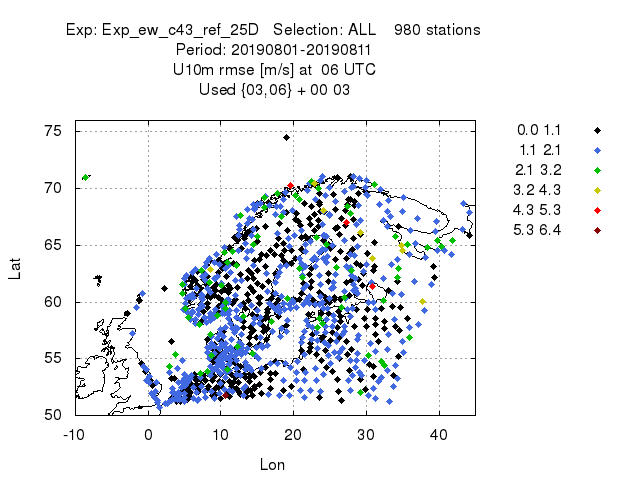 Exp: Exp_ew_c43_ref_25D   Selection: ALL    980 stations
Period: 20190801-20190811
U10m rmse [m/s] at  06 UTC
Used {03,06} + 00 03
75
70
65
60
55
50
-10 0 10 20 30 40
Lat
Lon
0.0 1.1
1.1 2.1
2.1 3.2
3.2 4.3
4.3 5.3
5.3 6.4